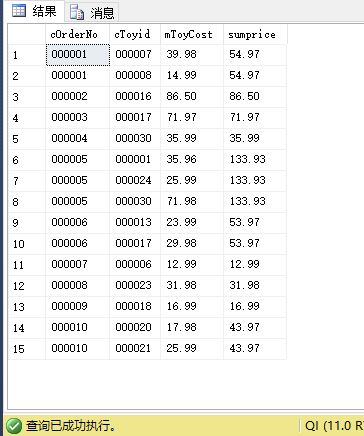 结果 消息
cOrderNo cToyid mToyCost sumprice
1 000001 000007 39.98 54.97
2 000001 000008 14.99 54.97
3 000002 000016 86.50 86.50
4 000003 000017 71.97 71.97
5 000004 000030 35.99 35.99
6 000005 000001 35.96 133.93
7 000005 000024 25.99 133.93
8 000005 000030 71.98 133.93
9 000006 000013 23.99 53.97
10 000006 000017 29.98 53.97
11 000007 000006 12.99 12.99
12 000008 000023 31.98 31.98
13 000009 000018 16.99 16.99
14 000010 000020 17.98 43.97
15 000010 000021 25.99 43.97
查询已成功执行。 QI (11.0 R